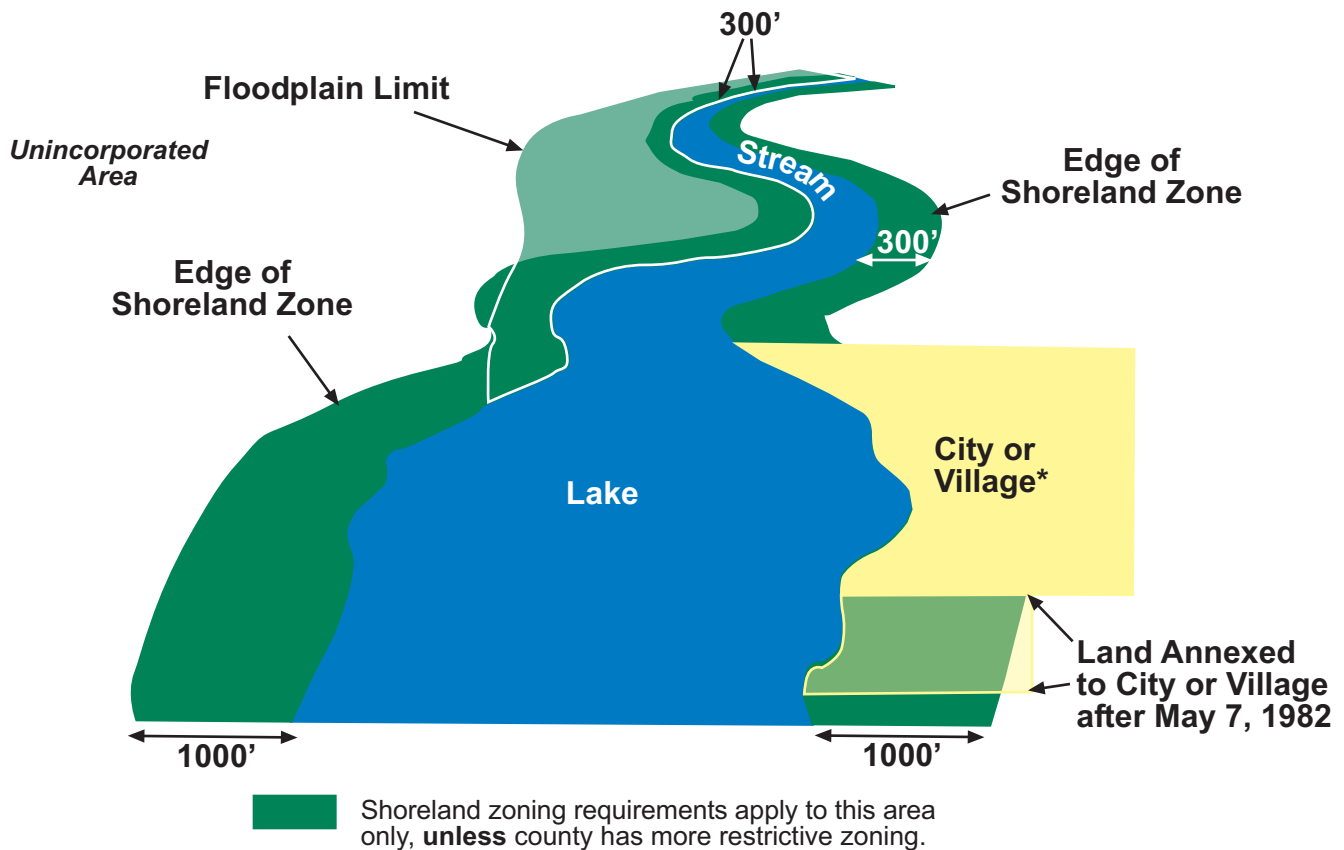 300’
Floodplain Limit
Unincorporated
Area
Stream
Edge of
Shoreland Zone
300’
Edge of
Shoreland Zone
City or
Village*
Lake
Land Annexed
to City or Village
after May 7, 1982
1000’
1000’
Shoreland zoning requirements apply to this area
only, unless county has more restrictive zoning.